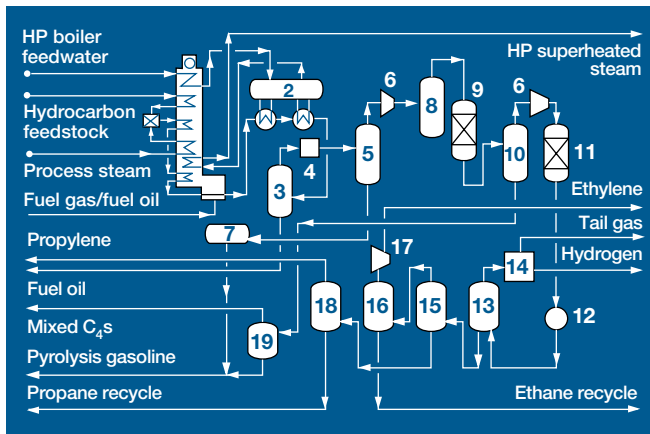 HP boiler
feedwater
Hydrocarbon
feedstock
Process steam
Fuel gas/fuel oil
Propylene
Fuel oil
Mixed C₄s
Pyrolysis gasoline
Propane recycle
HP superheated
steam
Ethylene
Tail gas
Hydrogen
Ethane recycle
2
3
4
5
6
7
8
9
6
10
11
12
13
14
15
16
17
18
19